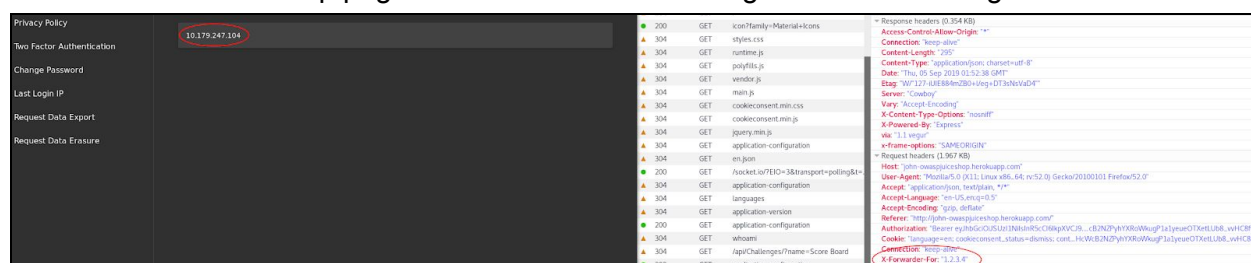 Privacy Policy
Two Factor Authentication
Change Password
Last Login IP
Request Data Export
Request Data Erasure
10.179.247.104
200 GET icon?family=Material+Icons
304 GET styles.css
304 GET runtime.js
304 GET polyfills.js
304 GET vendor.js
304 GET main.js
304 GET cookieconsent.min.css
304 GET cookieconsent.min.js
304 GET jquery.min.js
304 GET application-configuration
304 GET en.json
200 GET /socket.io/?EIO=3&transport=polling&t=
304 GET application-configuration
304 GET languages
304 GET application-version
200 GET application-configuration
304 GET whoami
304 GET /api/Challenges/?name=Score Board
Response headers (0.354 KB)
Access-Control-Allow-Origin: "*"
Connection: "keep-alive"
Content-Length: "295"
Content-Type: "application/json; charset=utf-8"
Date: "Thu, 05 Sep 2019 01:52:38 GMT"
Etag:
Server: "Cowboy"
Vary: "Accept-Encoding"
X-Content-Type-Options: "nosniff"
X-Powered-By: "Express"
via: "1.1 vegur"
x-frame-options: "SAMEORIGIN"
Request headers (1.967 KB)
Host: "john-owaspjuiceshop.herokuapp.com"
User-Agent: "Mozilla/5.0 (X11; Linux x86_64; rv:52.0) Gecko/20100101 Firefox/52.0"
Accept: "application/json, text/plain, */*"
Accept-Language: "en-US,en;q=0.5"
Accept-Encoding: "gzip, deflate"
Referer: "http://john-owaspjuiceshop.herokuapp.com/"
Authorization: "Bearer
Cookie: "language=en; cookieconsent_status=dismiss;
Connection: "keep-alive"
X-Forwarder-For: "1.2.3.4"